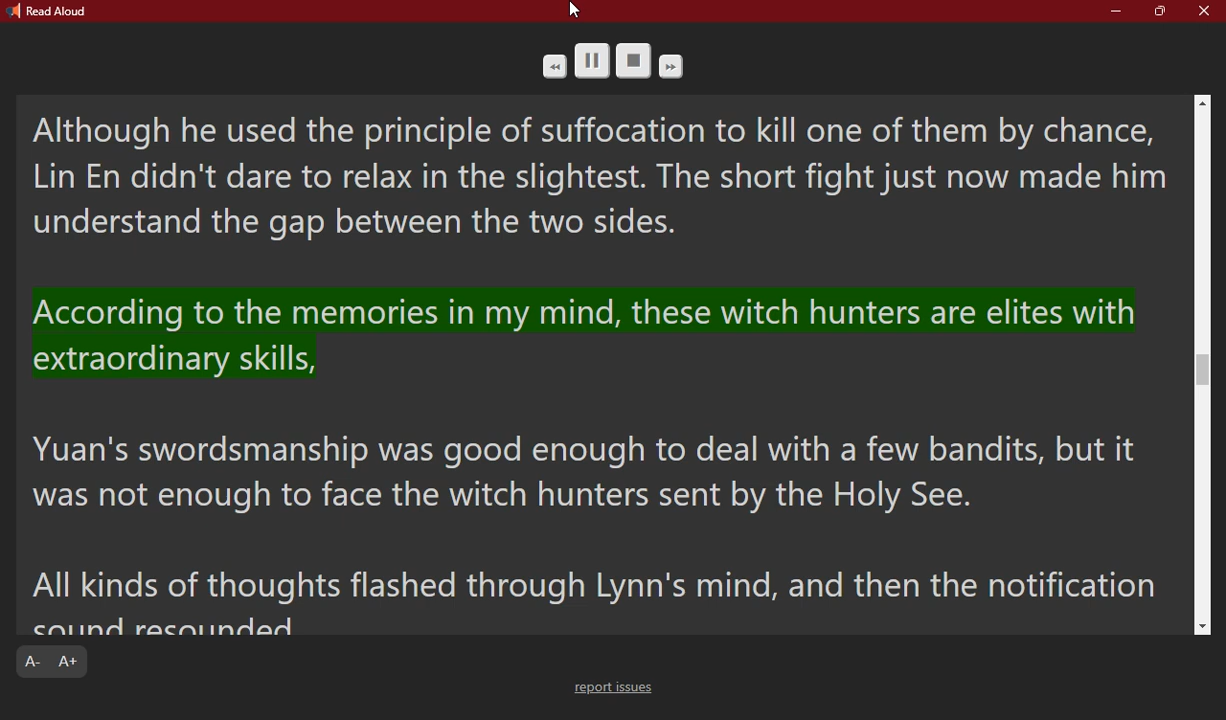 Read Aloud
Although he used the principle of suffocation to kill one of them by chance,
Lin En didn't dare to relax in the slightest. The short fight just now made him
understand the gap between the two sides.
According to the memories in my mind, these witch hunters are elites with
extraordinary skills,
Yuan's swordsmanship was good enough to deal with a few bandits, but it
was not enough to face the witch hunters sent by the Holy See.
All kinds of thoughts flashed through Lynn's mind, and then the notification
sound resounded
A- A+
report issues